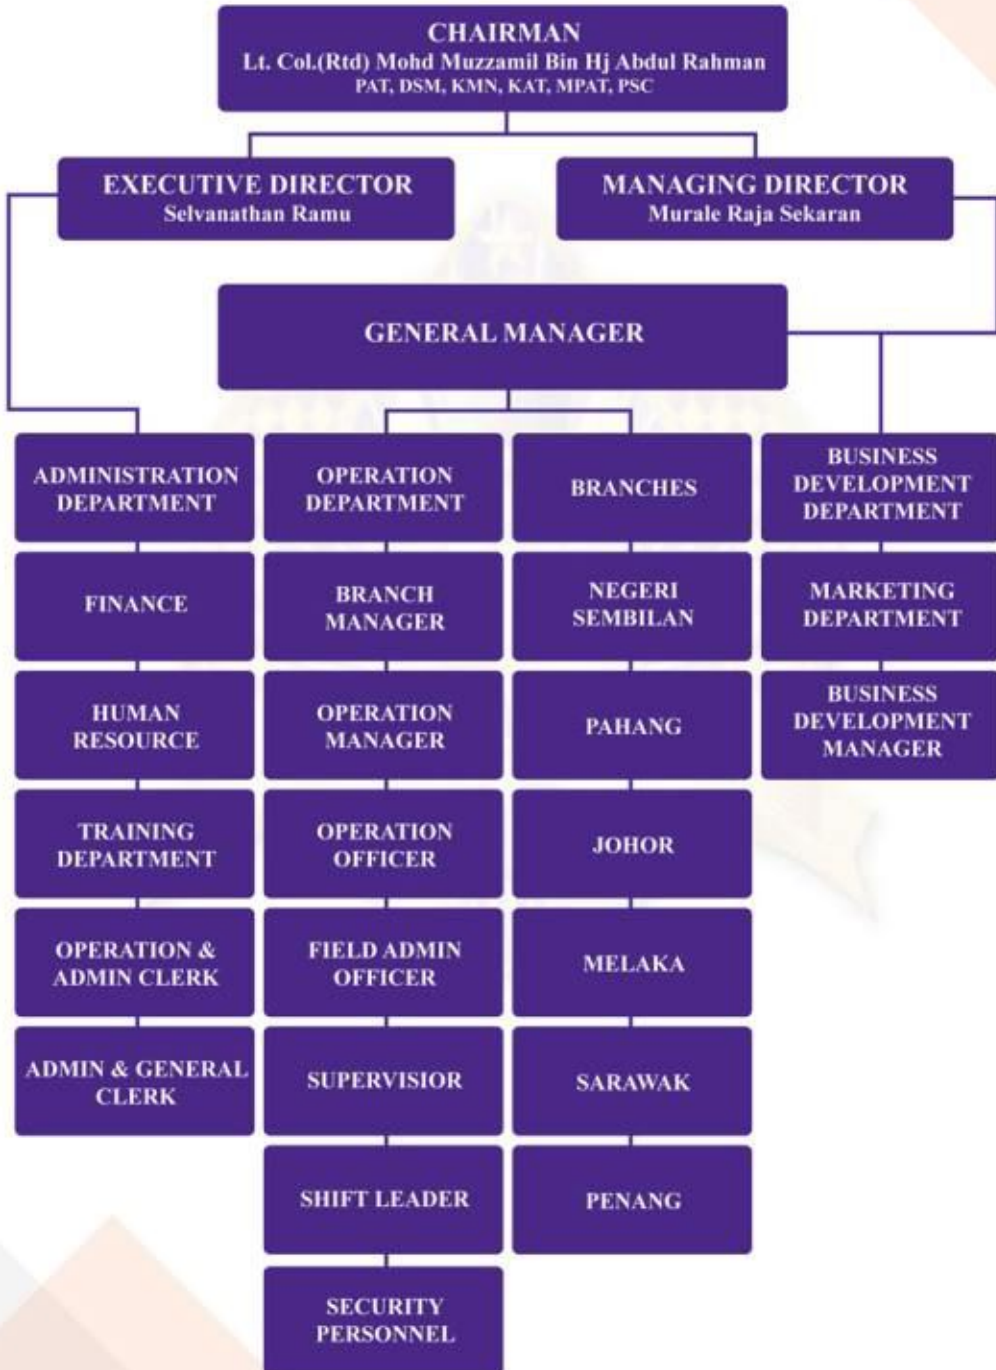 CHAIRMAN
Lt. Col.(Rtd) Mohd Muzzamil Bin Hj Abdul Rahman
PAT, DSM, KMN, KAT, MPAT, PSC
EXECUTIVE DIRECTOR
Selvanathan Ramu
MANAGING DIRECTOR
Murale Raja Sekaran
GENERAL MANAGER
ADMINISTRATION
DEPARTMENT
FINANCE
HUMAN
RESOURCE
TRAINING
DEPARTMENT
OPERATION &
ADMIN CLERK
ADMIN & GENERAL
CLERK
OPERATION
DEPARTMENT
BRANCH
MANAGER
OPERATION
MANAGER
OPERATION
OFFICER
FIELD ADMIN
OFFICER
SUPERVISIOR
SHIFT LEADER
SECURITY
PERSONNEL
BRANCHES
NEGERI
SEMBILAN
PAHANG
JOHOR
MELAKA
SARAWAK
PENANG
BUSINESS
DEVELOPMENT
DEPARTMENT
MARKETING
DEPARTMENT
BUSINESS
DEVELOPMENT
MANAGER